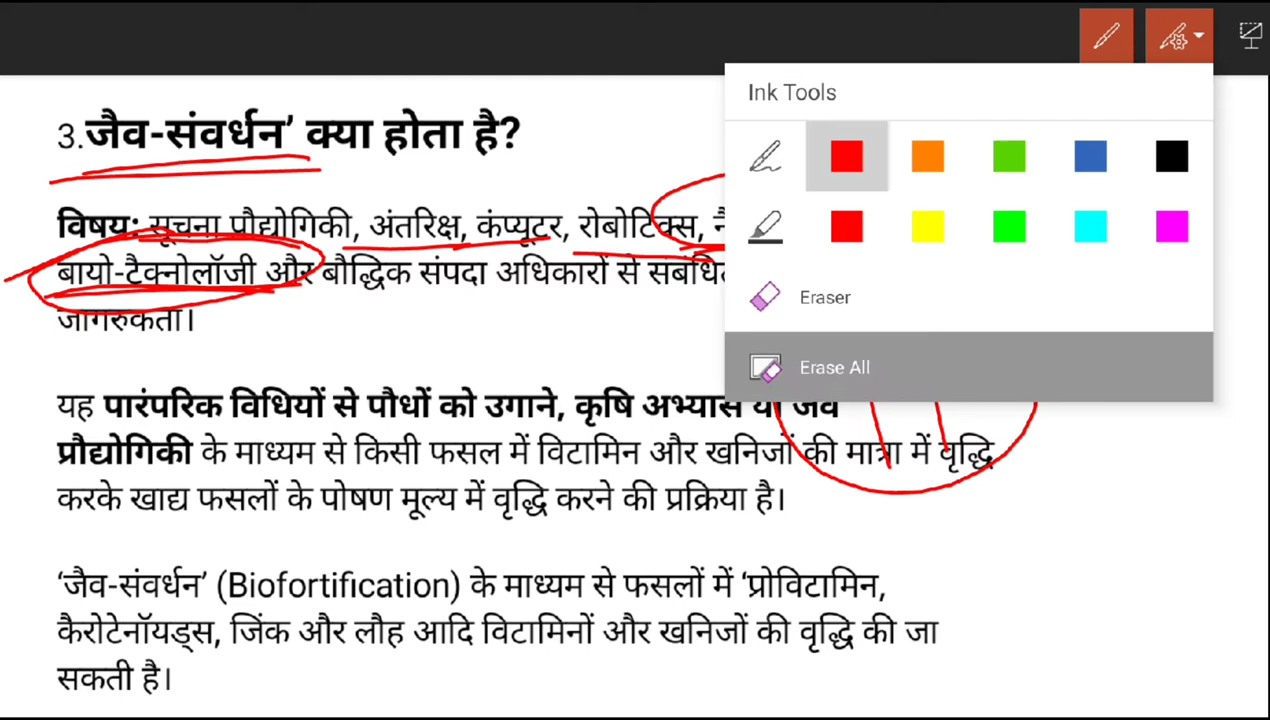 Ink Tools
3.जैव-संवर्धन’ क्या होता है?
विषय: सूचना पौद्योगिकी, अंतरिक्ष, कंप्यूटर, रोबोटिक्स,
बायो-टैक्नोलॉजी और बौद्धिक संपदा अधिकारों से सबंधित
जागरुकता।
Eraser
Erase All
यह पारंपरिक विधियों से पौधों को उगाने, कृषि अभ्यास या जैव
प्रौद्योगिकी के माध्यम से किसी फसल में विटामिन और खनिजों की मात्रा में वृद्धि
करके खाद्य फसलों के पोषण मूल्य में वृद्धि करने की प्रक्रिया है।
‘जैव-संवर्धन’ (Biofortification) के माध्यम से फसलों में ‘प्रोविटामिन,
कैरोटेनॉयड्स, जिंक और लौह आदि विटामिनों और खनिजों की वृद्धि की जा
सकती है।